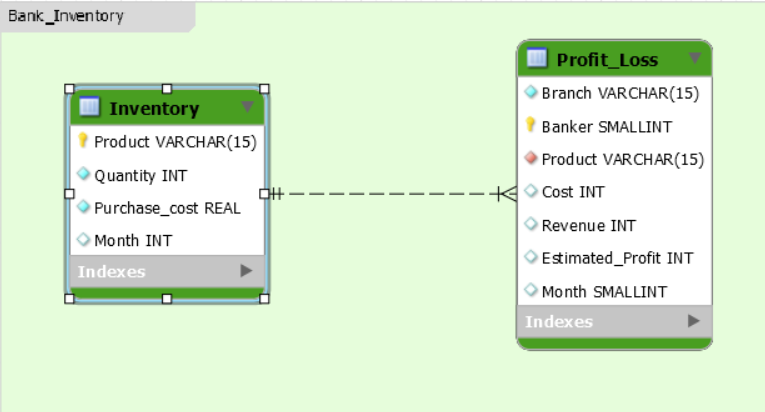 Bank_Inventory
Inventory
Product VARCHAR(15)
Quantity INT
Purchase_cost REAL
Month INT
Indexes
Profit_Loss
Branch VARCHAR(15)
Banker SMALLINT
Product VARCHAR(15)
Cost INT
Revenue INT
Estimated_Profit INT
Month SMALLINT
Indexes